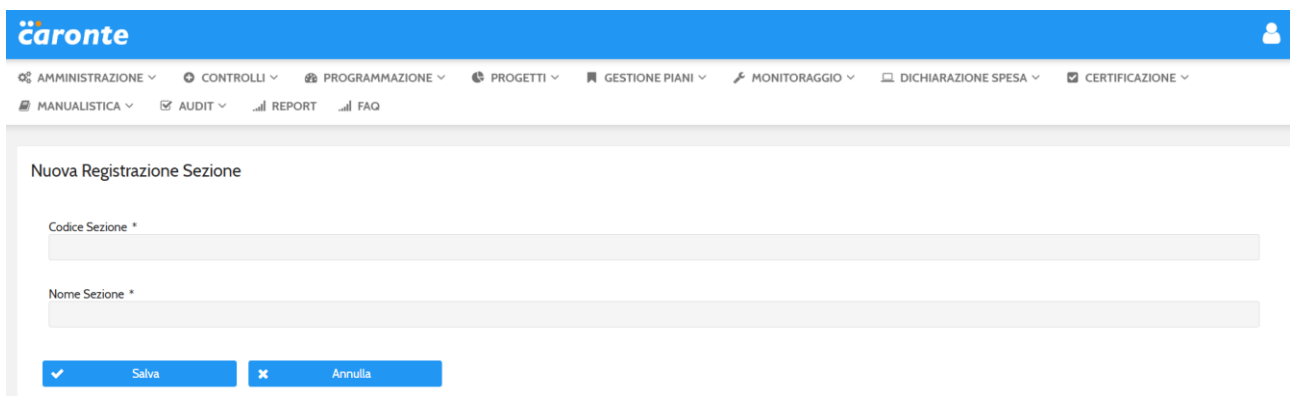 caronte
AMMINISTRAZIONE CONTROLLI PROGRAMMAZIONE PROGETTI GESTIONE PIANI MONITORAGGIO DICHIARAZIONE SPESA CERTIFICAZIONE
MANUALISTICA AUDIT REPORT FAQ
Nuova Registrazione Sezione
Codice Sezione *
Nome Sezione *
Salva Annulla